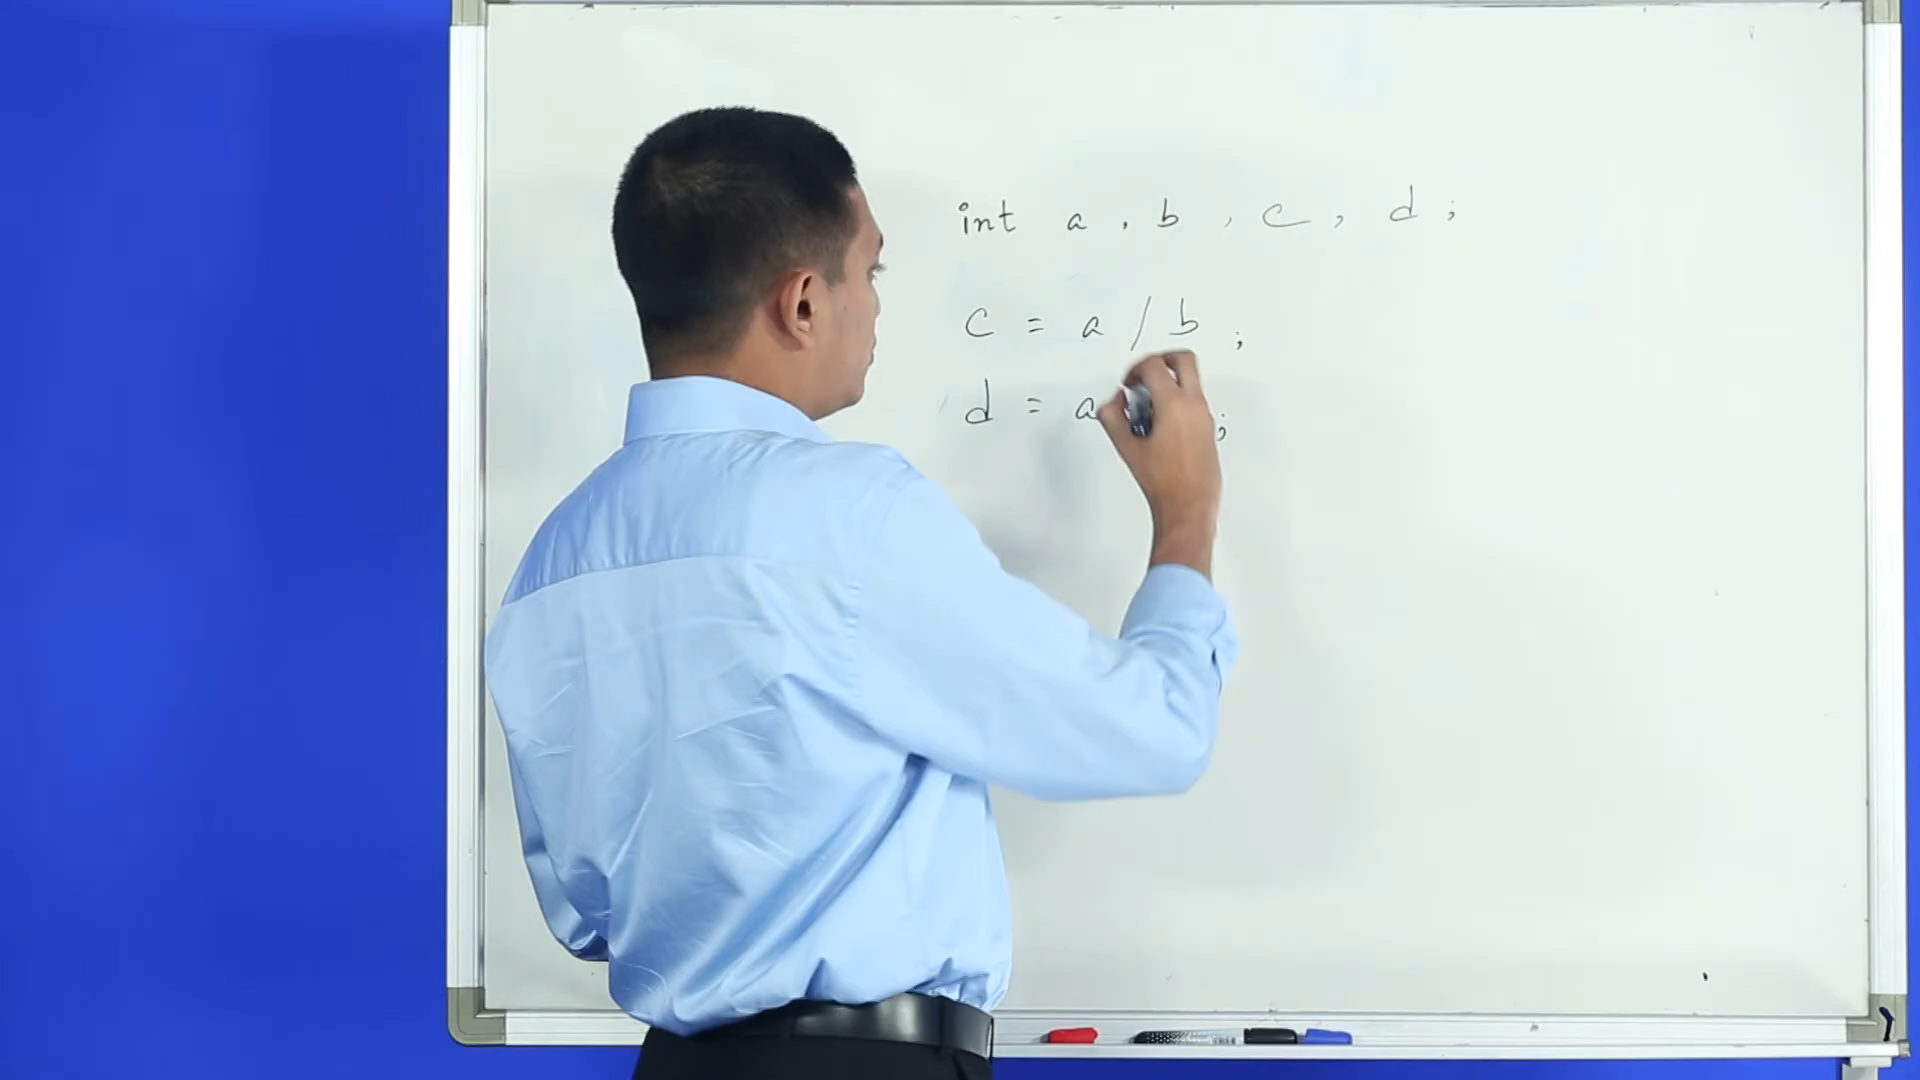 int a , b , c , d ;
c = a / b ;
d = a ;